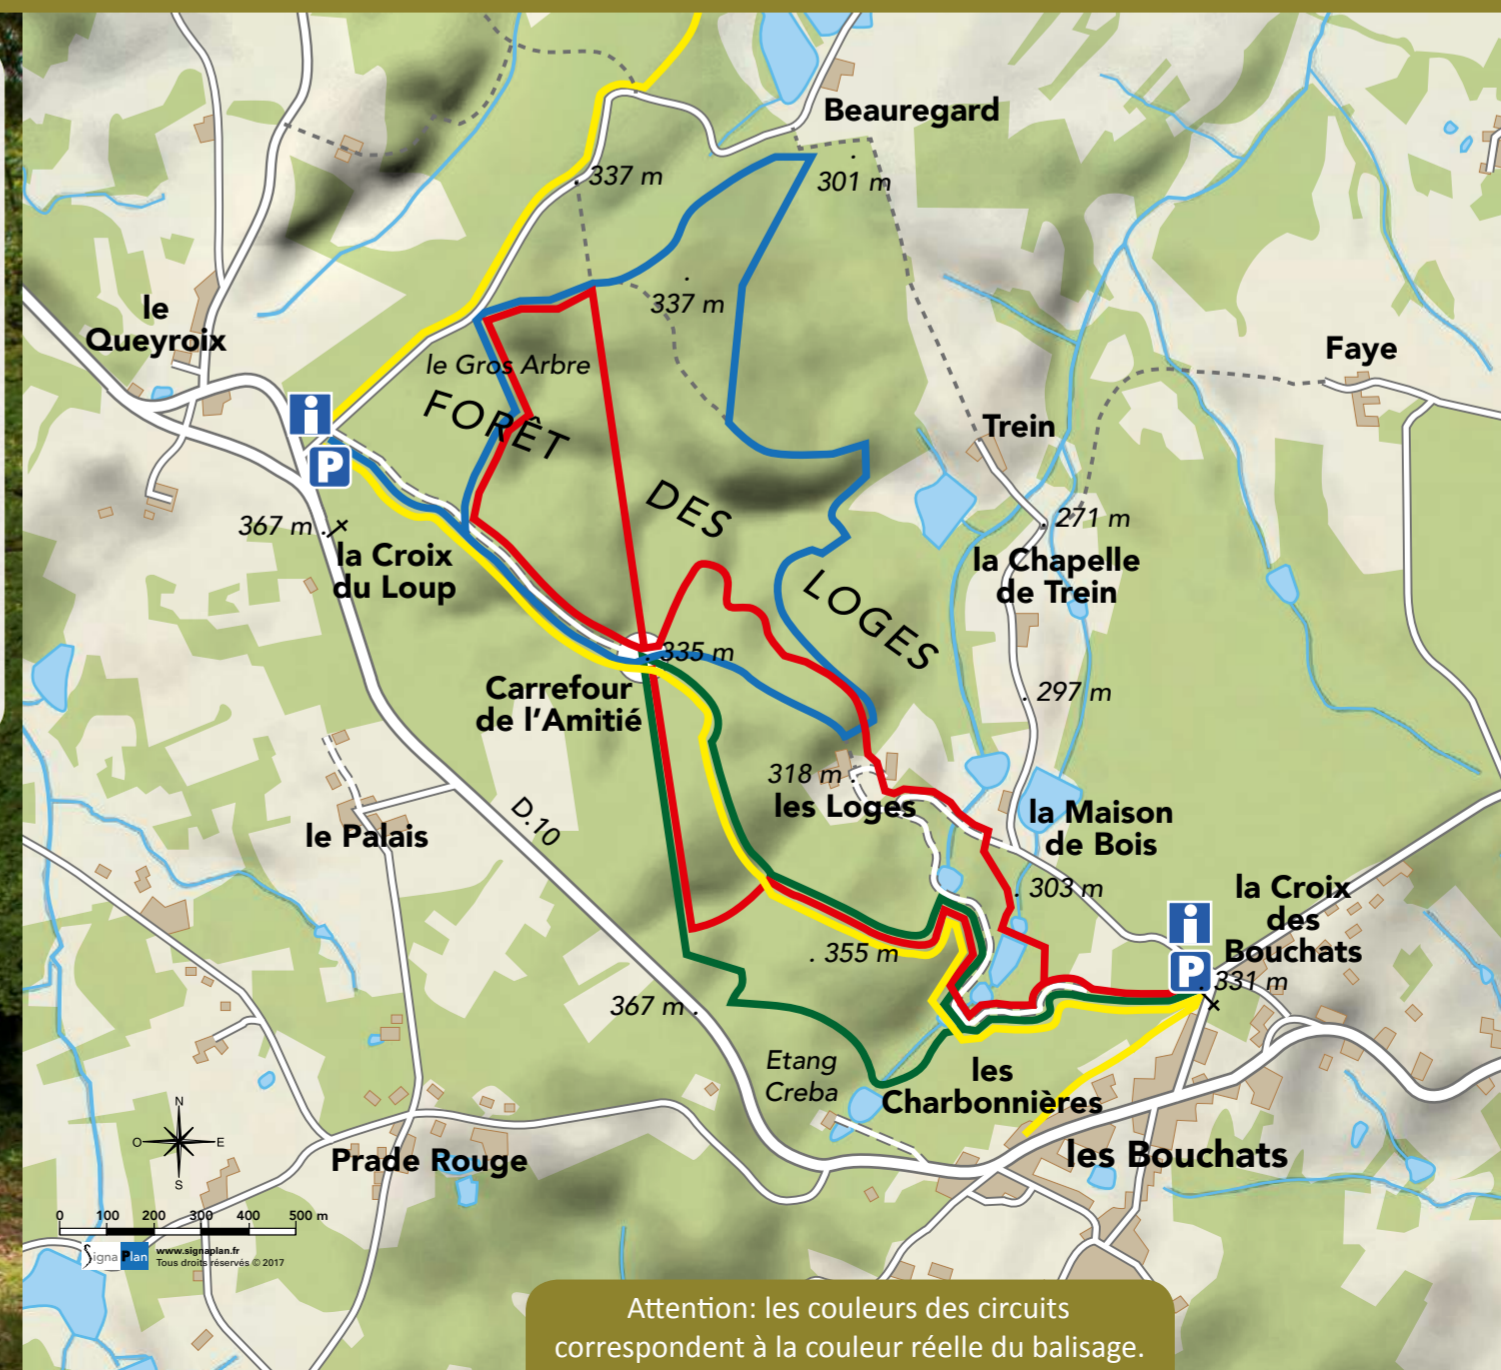 Beauregard
337 m
301 m
337 m
le
Queyroix
i
P
le Gros Arbre
FORÊT
DES
LOGES
Faye
Trein
271 m
367 m
la Croix
du Loup
la Chapelle
de Trein
335 m
Carrefour
de l'Amitié
297 m
318 m
les Loges
D.10
le Palais
la Maison
de Bois
303 m
la Croix
des
Bouchats
i
P
331 m
355 m
367 m
Etang
Creba
les
Charbonnières
les Bouchats
Prade Rouge
N
O
E
S
0 100 200 300 400 500 m
Signa Plan
www.signaplan.fr
Tous droits réservés © 2017
Attention: les couleurs des circuits
correspondent à la couleur réelle du balisage.